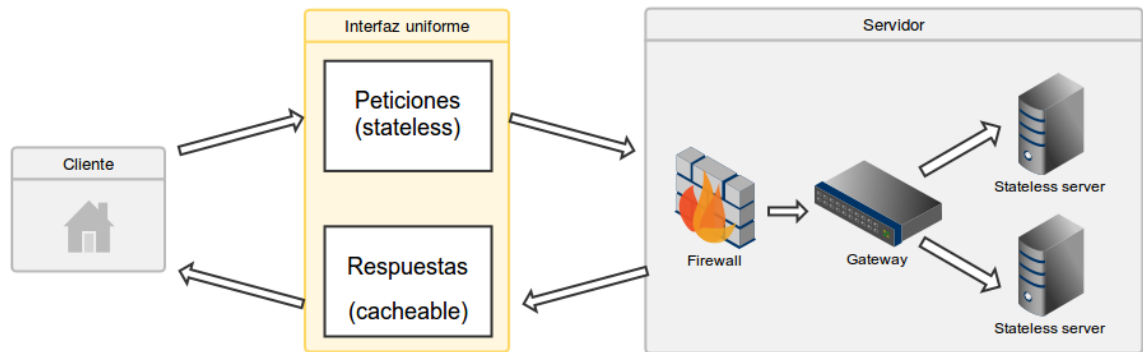 Interfaz uniforme
Servidor
Peticiones
(stateless)
Cliente
Stateless server
Firewall
Gateway
Respuestas
(cacheable)
Stateless server